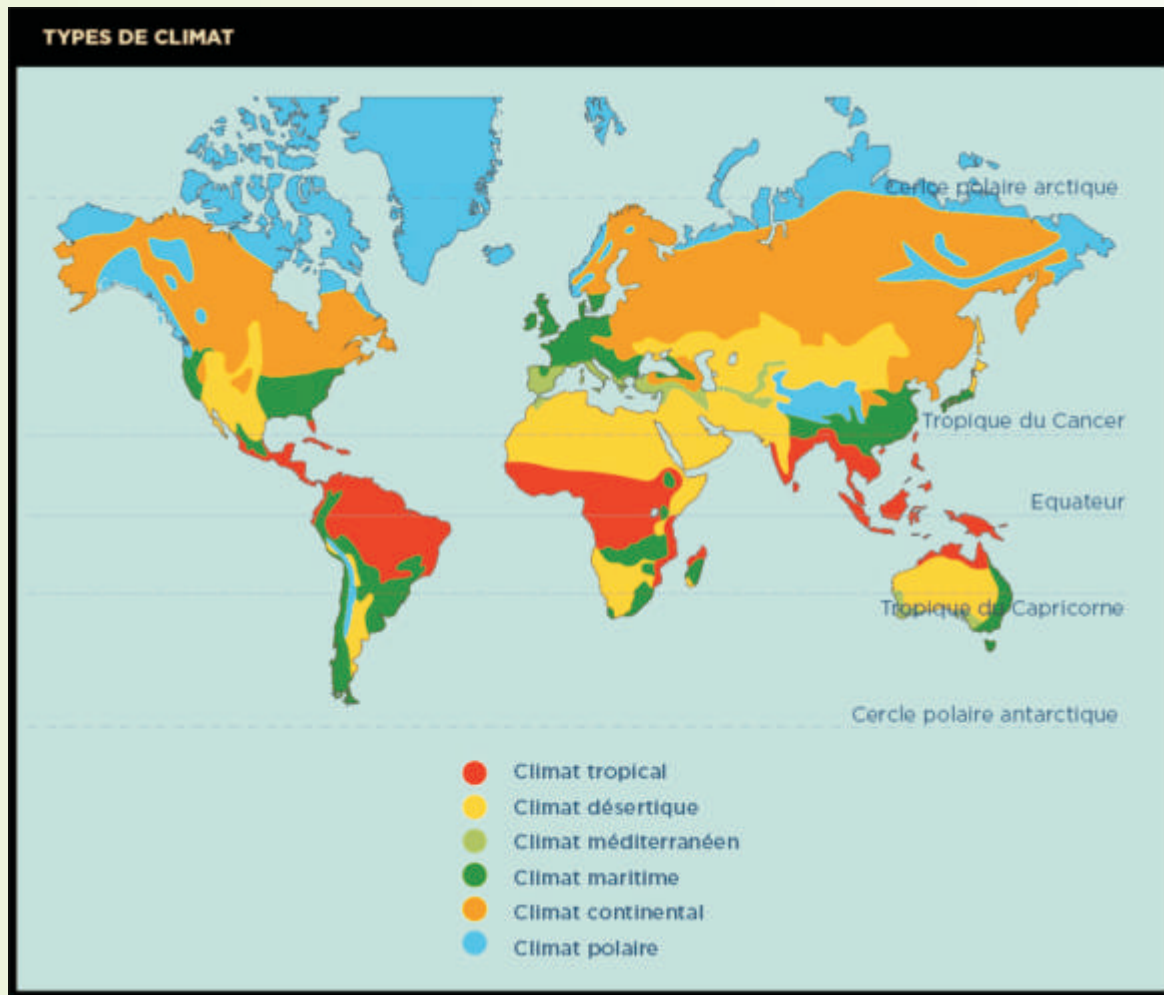 TYPES DE CLIMAT
Cerlce polaire arctique
Tropique du Cancer
Equateur
Tropique du Capricorne
Cercle polaire antarctique
Climat tropical
Climat désertique
Climat méditerranéen
Climat maritime
Climat continental
Climat polaire